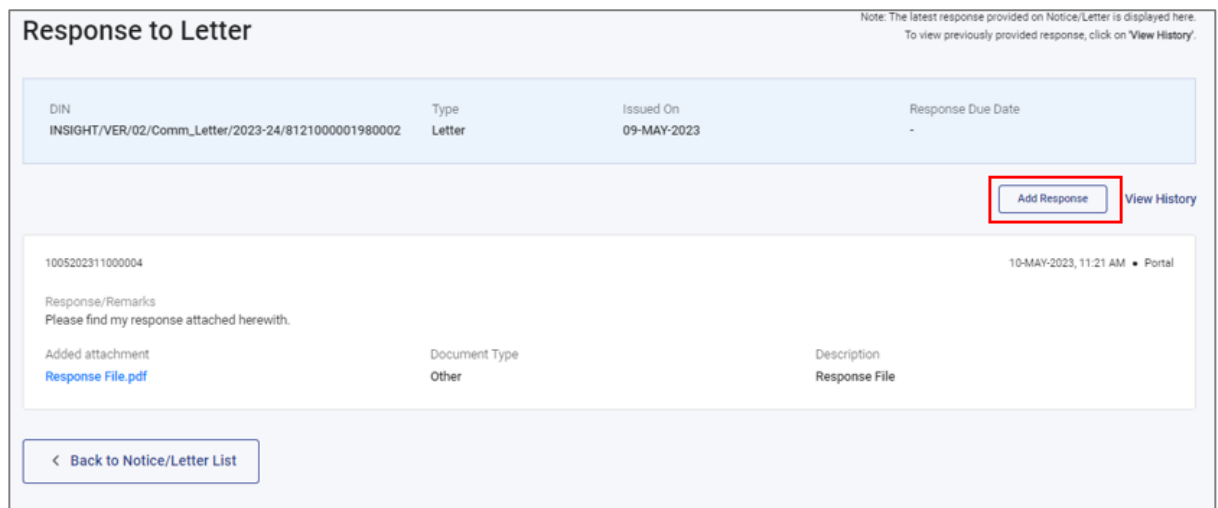 Response to Letter
Note: The latest response provided on Notice/Letter is displayed here.
To view previously provided response, click on 'View History'.
DIN Type Issued On Response Due Date
INSIGHT/VER/02/Comm_Letter/2023-24/8121000001980002 Letter 09-MAY-2023 -
Add Response View History
1005202311000004 10-MAY-2023, 11:21 AM • Portal
Response/Remarks
Please find my response attached herewith.
Added attachment Document Type Description
Response File.pdf Other Response File
< Back to Notice/Letter List